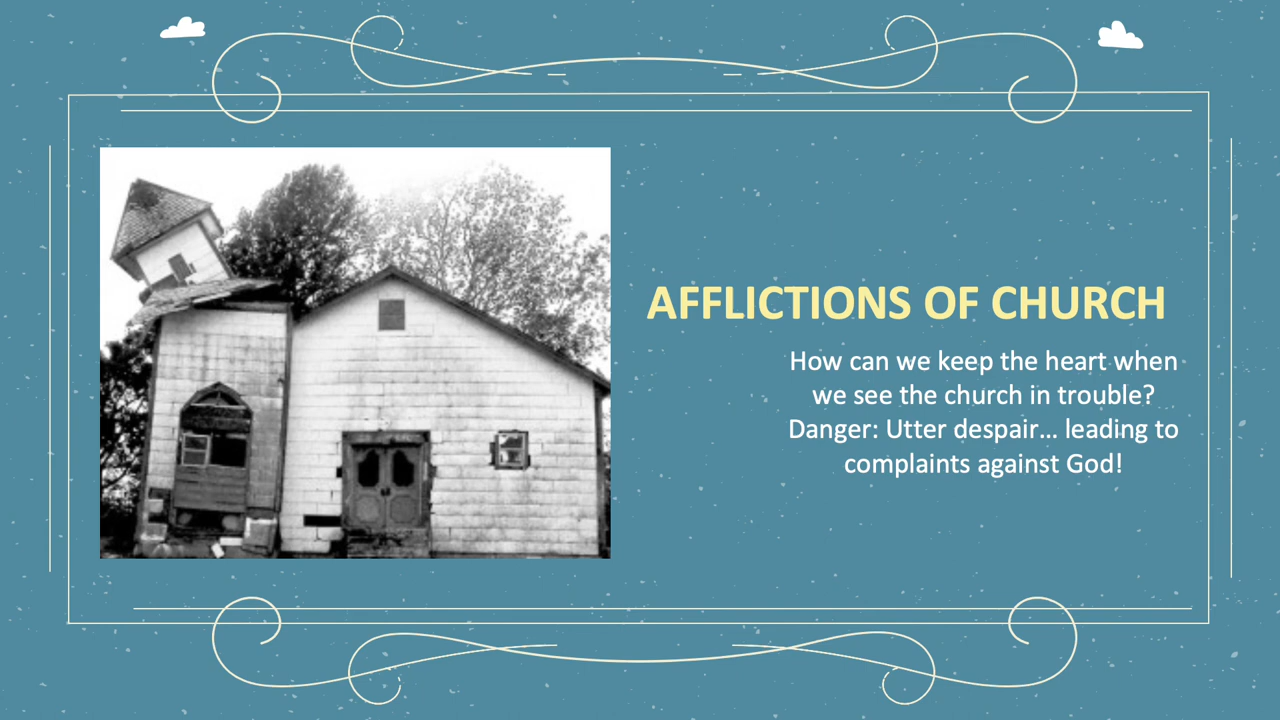 AFFLICTIONS OF CHURCH
How can we keep the heart when
we see the church in trouble?
Danger: Utter despair... leading to
complaints against God!